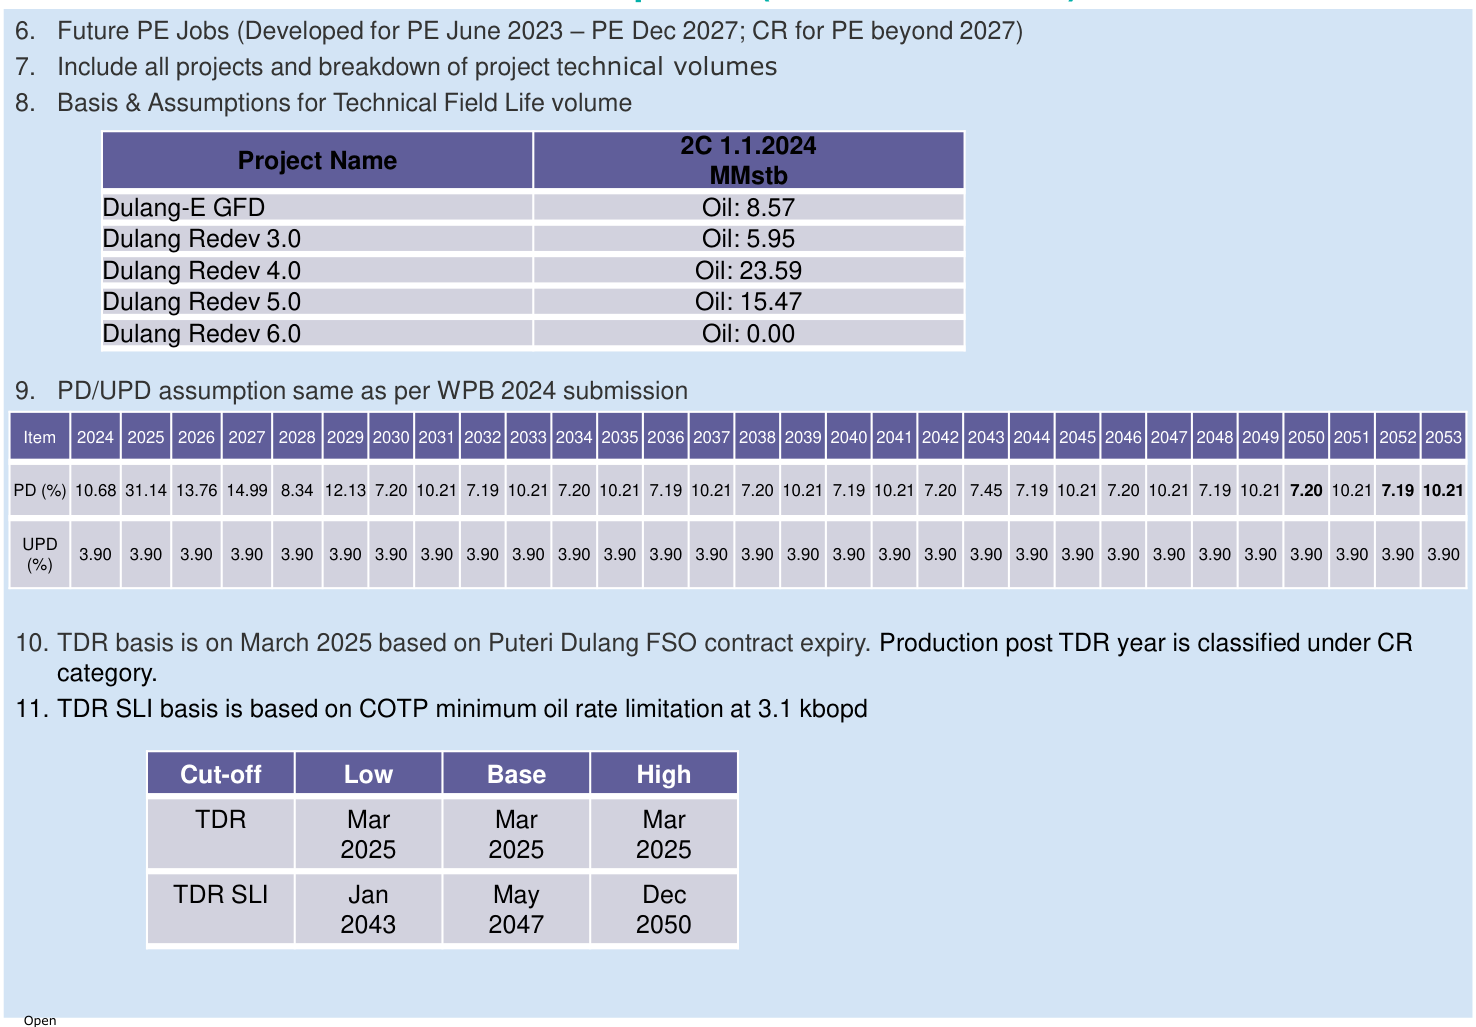 6. Future PE Jobs (Developed for PE June 2023 – PE Dec 2027; CR for PE beyond 2027)
7. Include all projects and breakdown of project technical volumes
8. Basis & Assumptions for Technical Field Life volume
Project Name 2C 1.1.2024 MMstb
Dulang-E GFD Oil: 8.57
Dulang Redev 3.0 Oil: 5.95
Dulang Redev 4.0 Oil: 23.59
Dulang Redev 5.0 Oil: 15.47
Dulang Redev 6.0 Oil: 0.00
9. PD/UPD assumption same as per WPB 2024 submission
Item 2024 2025 2026 2027 2028 2029 2030 2031 2032 2033 2034 2035 2036 2037 2038 2039 2040 2041 2042 2043 2044 2045 2046 2047 2048 2049 2050 2051 2052 2053
PD (%) 10.68 31.14 13.76 14.99 8.34 12.13 7.20 10.21 7.19 10.21 7.20 10.21 7.19 10.21 7.20 10.21 7.19 10.21 7.20 7.45 7.19 10.21 7.20 10.21 7.19 10.21 7.20 10.21 7.19 10.21
UPD (%) 3.90 3.90 3.90 3.90 3.90 3.90 3.90 3.90 3.90 3.90 3.90 3.90 3.90 3.90 3.90 3.90 3.90 3.90 3.90 3.90 3.90 3.90 3.90 3.90 3.90 3.90 3.90 3.90 3.90 3.90
10. TDR basis is on March 2025 based on Puteri Dulang FSO contract expiry. Production post TDR year is classified under CR
category.
11. TDR SLI basis is based on COTP minimum oil rate limitation at 3.1 kbopd
Cut-off Low Base High
TDR Mar 2025 Mar 2025 Mar 2025
TDR SLI Jan 2043 May 2047 Dec 2050
Open